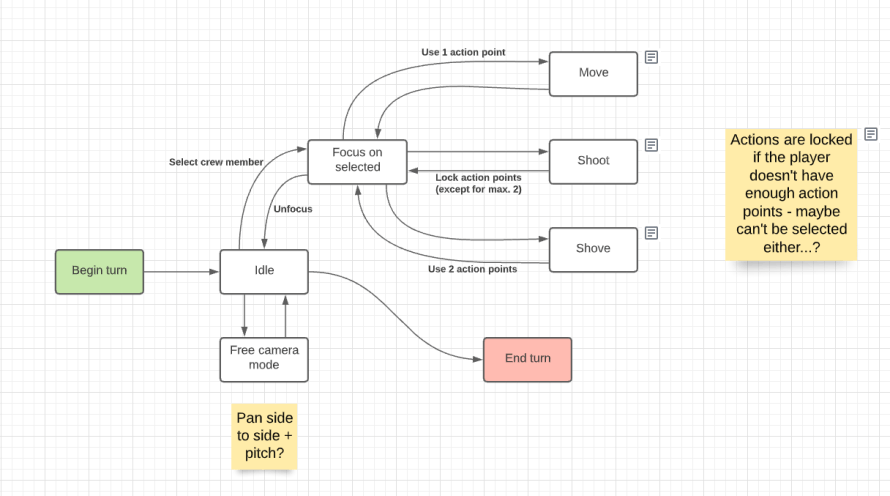 Use 1 action point
Move
Actions are locked
if the player
doesn't have
enough action
points - maybe
can't be selected
either...?
Select crew member
Focus on
selected
Shoot
Lock action points
(except for max. 2)
Unfocus
Shove
Use 2 action points
Begin turn
Idle
Free camera
mode
End turn
Pan side
to side +
pitch?